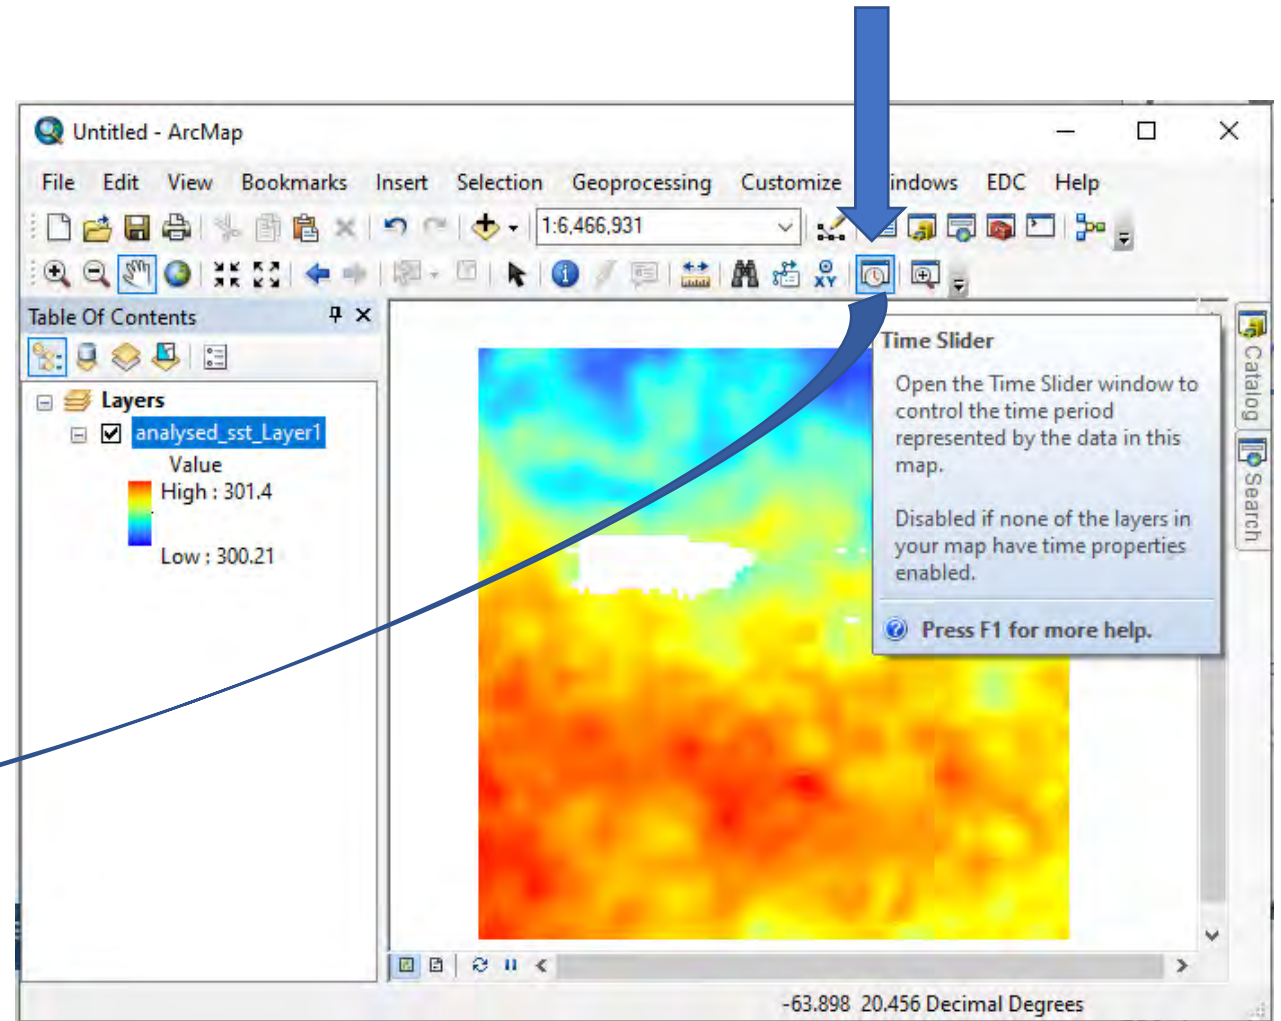 Untitled - ArcMap
File Edit View Bookmarks Insert Selection Geoprocessing Customize indows EDC Help
1:6,466,931
XY
Table Of Contents
Layers
analysed_sst_Layer1
Value
High : 301.4
Low : 300.21
Time Slider
Open the Time Slider window to
control the time period
represented by the data in this
map.
Disabled if none of the layers in
your map have time properties
enabled.
Press F1 for more help.
Catalog
Search
-63.898 20.456 Decimal Degrees